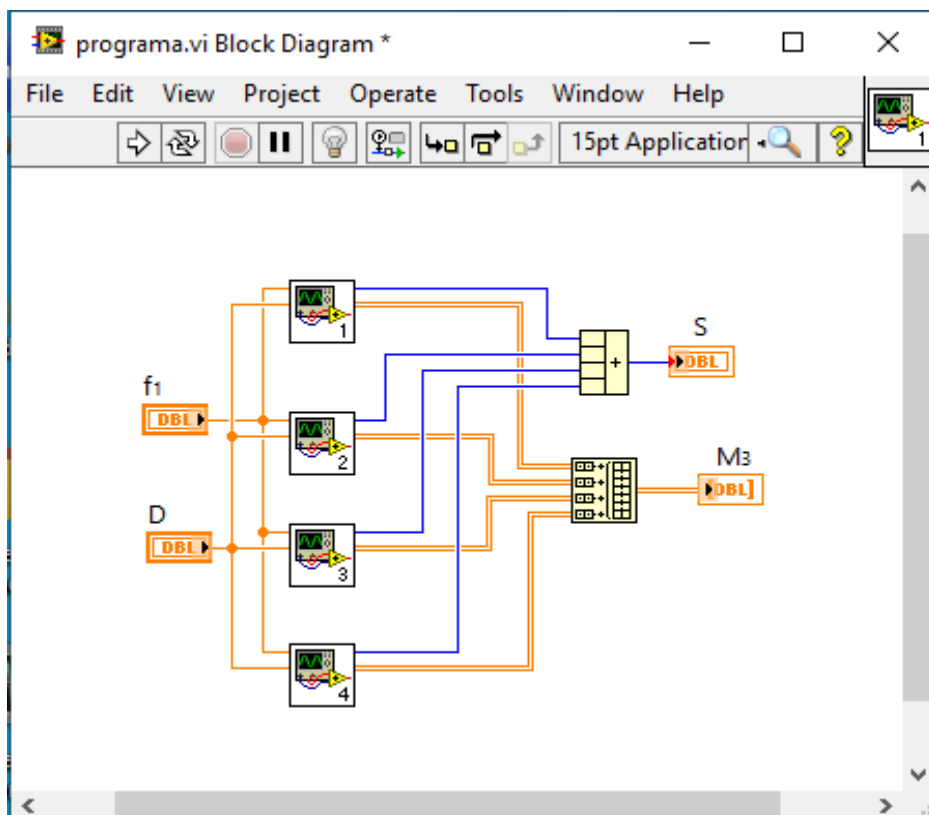 programa.vi Block Diagram *
File Edit View Project Operate Tools Window Help
15pt Application
?
1
1
S
DBL
f1
DBL
2
M3
[DBL]
D
DBL
3
4